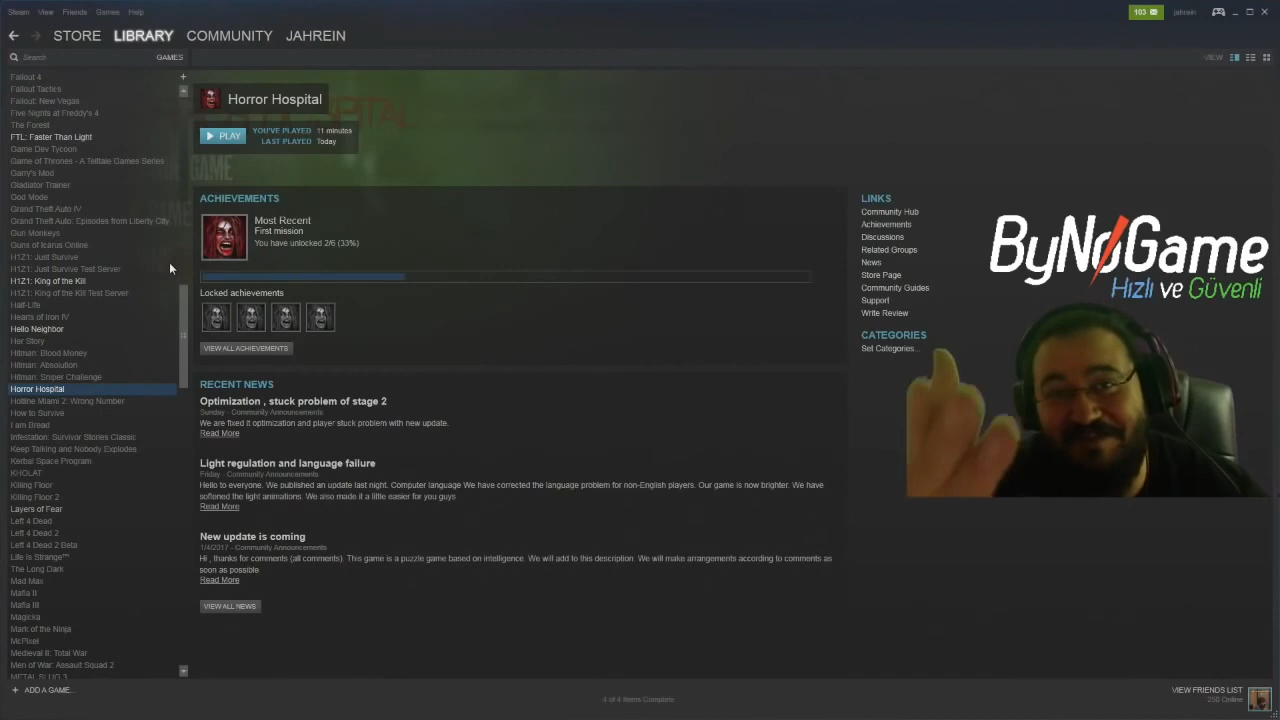 Steam View Friends Games Help
103
jahrein
STORE LIBRARY COMMUNITY JAHREIN
Search
GAMES
VIEW
Fallout 4
Fallout Tactics
Fallout: New Vegas
Five Nights at Freddy's 4
The Forest
FTL: Faster Than Light
Game Dev Tycoon
Game of Thrones - A Telltale Games Series
Garry's Mod
Gladiator Trainer
God Mode
Grand Theft Auto IV
Grand Theft Auto: Episodes from Liberty City
Gun Monkeys
Guns of Icarus Online
H1Z1: Just Survive
H1Z1: Just Survive Test Server
H1Z1: King of the Kill
H1Z1: King of the Kill Test Server
Half-Life
Hearts of Iron IV
Hello Neighbor
Her Story
Hitman: Blood Money
Hitman: Absolution
Hitman: Sniper Challenge
Horror Hospital
Hotline Miami 2: Wrong Number
How to Survive
I am Bread
Infestation: Survivor Stories Classic
Keep Talking and Nobody Explodes
Kerbal Space Program
KHOLAT
Killing Floor
Killing Floor 2
Layers of Fear
Left 4 Dead
Left 4 Dead 2
Left 4 Dead 2 Beta
Life Is Strange™
The Long Dark
Mad Max
Mafia II
Mafia III
Magicka
Mark of the Ninja
McPixel
Medieval II: Total War
Men of War: Assault Squad 2
METAL SLUG 3
ADD A GAME...
Horror Hospital
PLAY
YOU'VE PLAYED 11 minutes
LAST PLAYED Today
GAME
ACHIEVEMENTS
Most Recent
First mission
You have unlocked 2/6 (33%)
Locked achievements
VIEW ALL ACHIEVEMENTS
RECENT NEWS
Optimization , stuck problem of stage 2
Sunday - Community Announcements
We are fixed it optimization and player stuck problem with new update.
Read More
Light regulation and language failure
Friday - Community Announcements
Hello to everyone. We published an update last night. Computer language We have corrected the language problem for non-English players. Our game is now brighter. We have
softened the light animations. We also made it a little easier for you guys
Read More
New update is coming
1/4/2017 - Community Announcements
Hi , thanks for comments (all comments). This game is a puzzle game based on intelligence. We will add to this description. We will make arrangements according to comments as
soon as possible
Read More
VIEW ALL NEWS
LINKS
Community Hub
Achievements
Discussions
Related Groups
News
Store Page
Community Guides
Support
Write Review
CATEGORIES
Set Categories...
ByNoGame
Hızlı ve Güvenli
4 of 4 Items Complete
VIEW FRIENDS LIST
250 Online